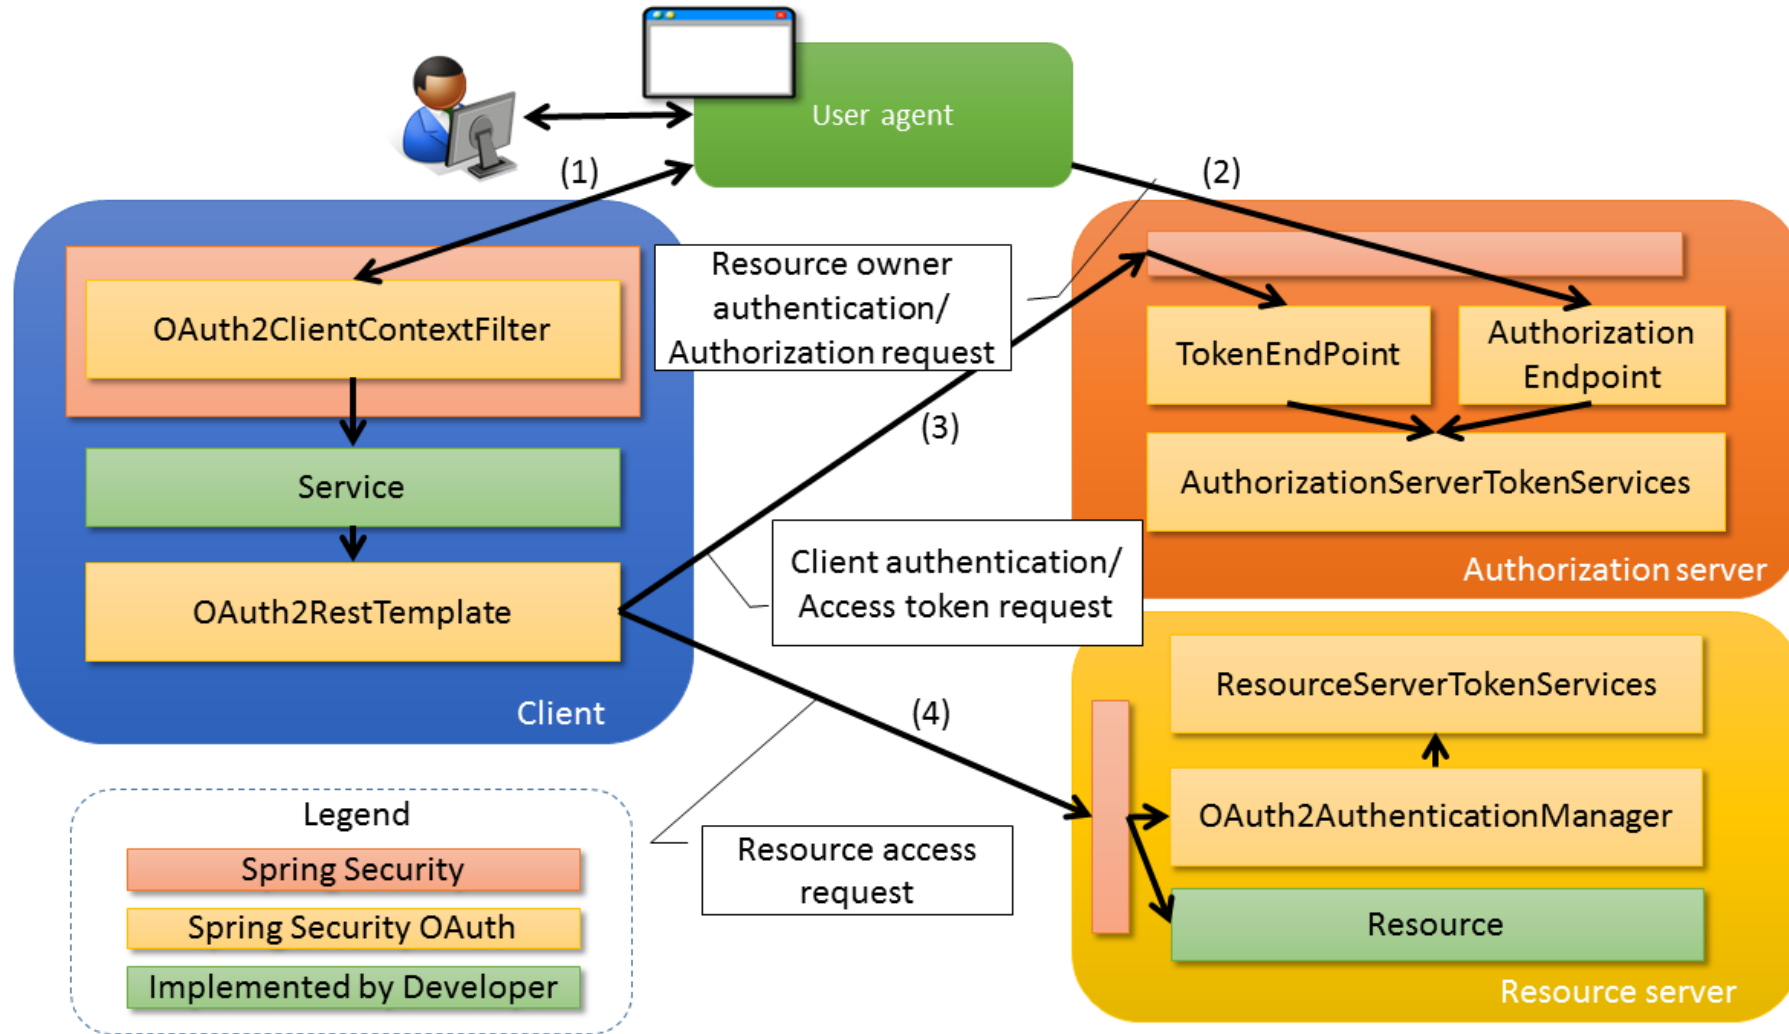 User agent
(1)
(2)
Resource owner
authentication/
Authorization request
OAuth2ClientContextFilter
Service
OAuth2RestTemplate
Client
(3)
TokenEndPoint
Authorization
Endpoint
AuthorizationServerTokenServices
Authorization server
Client authentication/
Access token request
(4)
Resource access
request
ResourceServerTokenServices
OAuth2AuthenticationManager
Resource
Resource server
Legend
Spring Security
Spring Security OAuth
Implemented by Developer